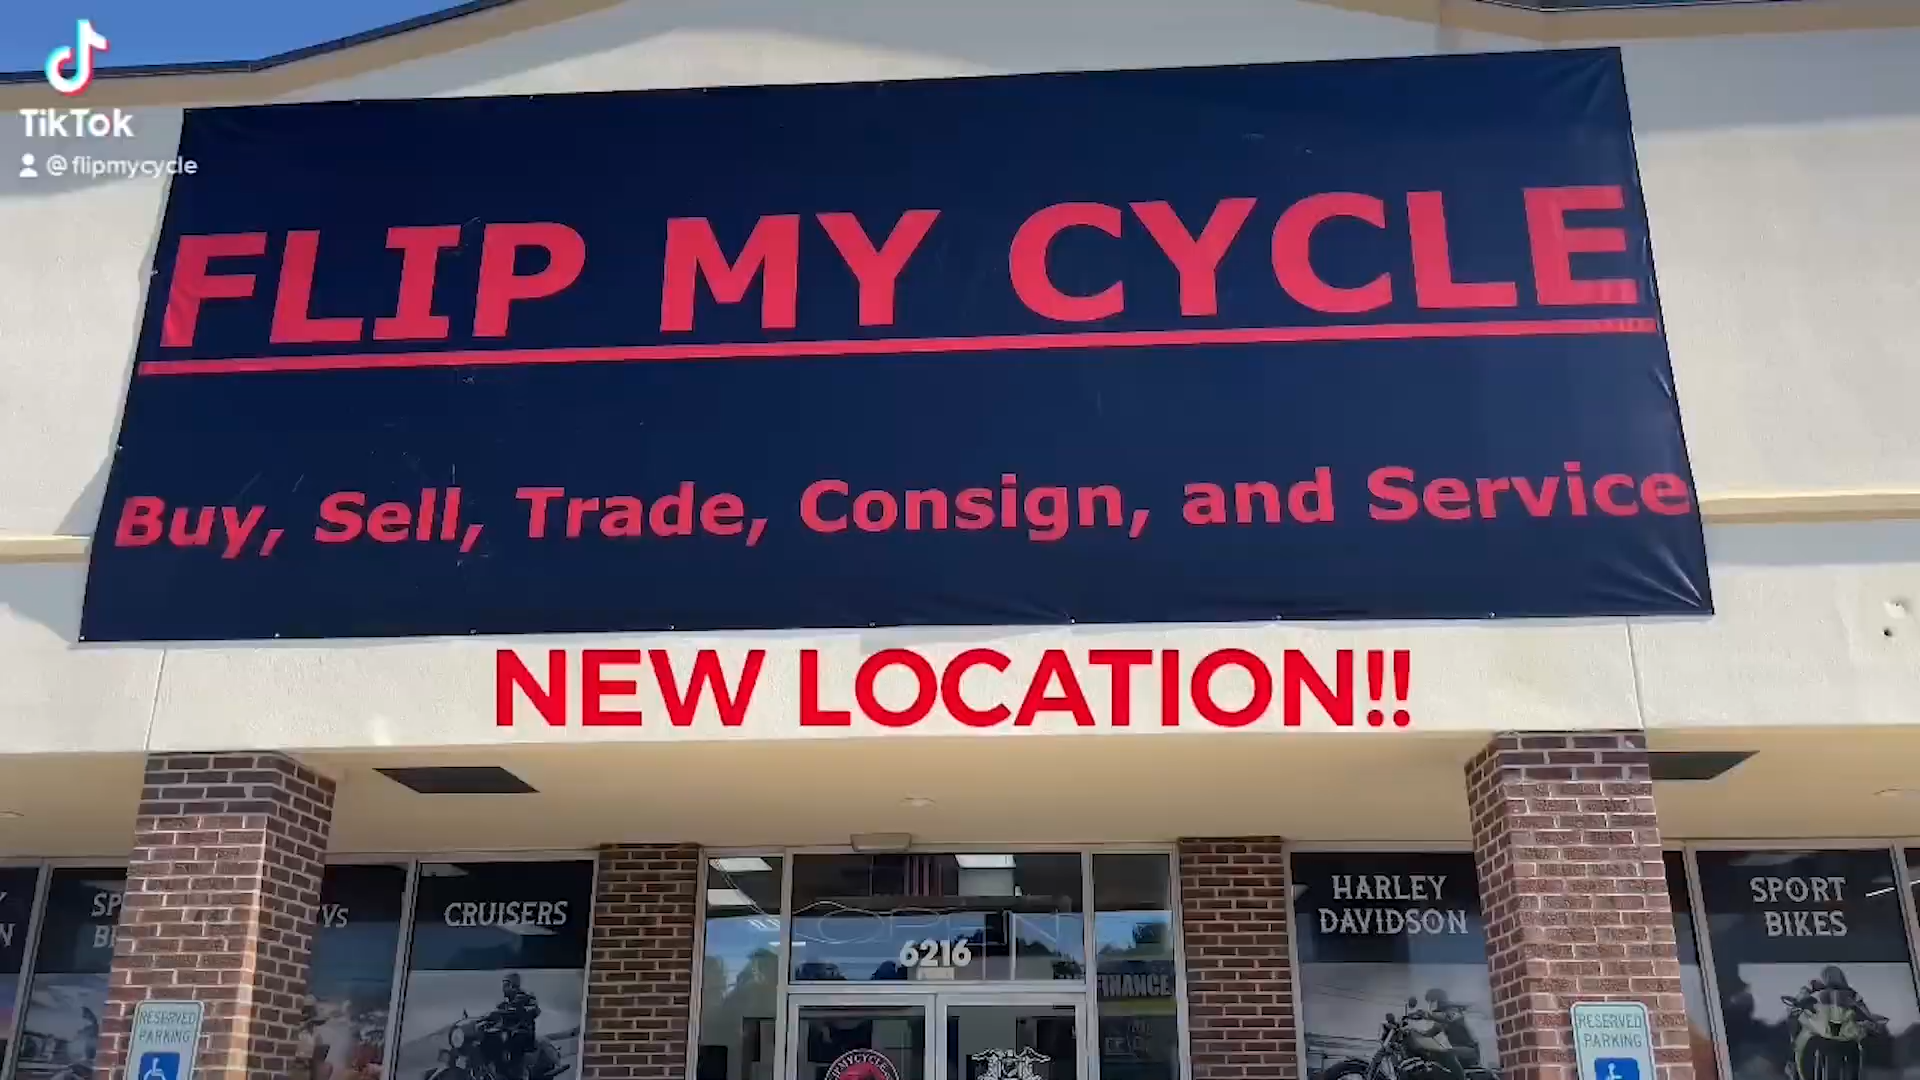 TikTok
@flipmycycle
FLIP MY CYCLE
Buy, Sell, Trade, Consign, and Service
NEW LOCATION!!
CRUISERS
HARLEY
DAVIDSON
SPORT
BIKES
OPEN
6216
FINANCE
RESERVED
PARKING
RESERVED
PARKING